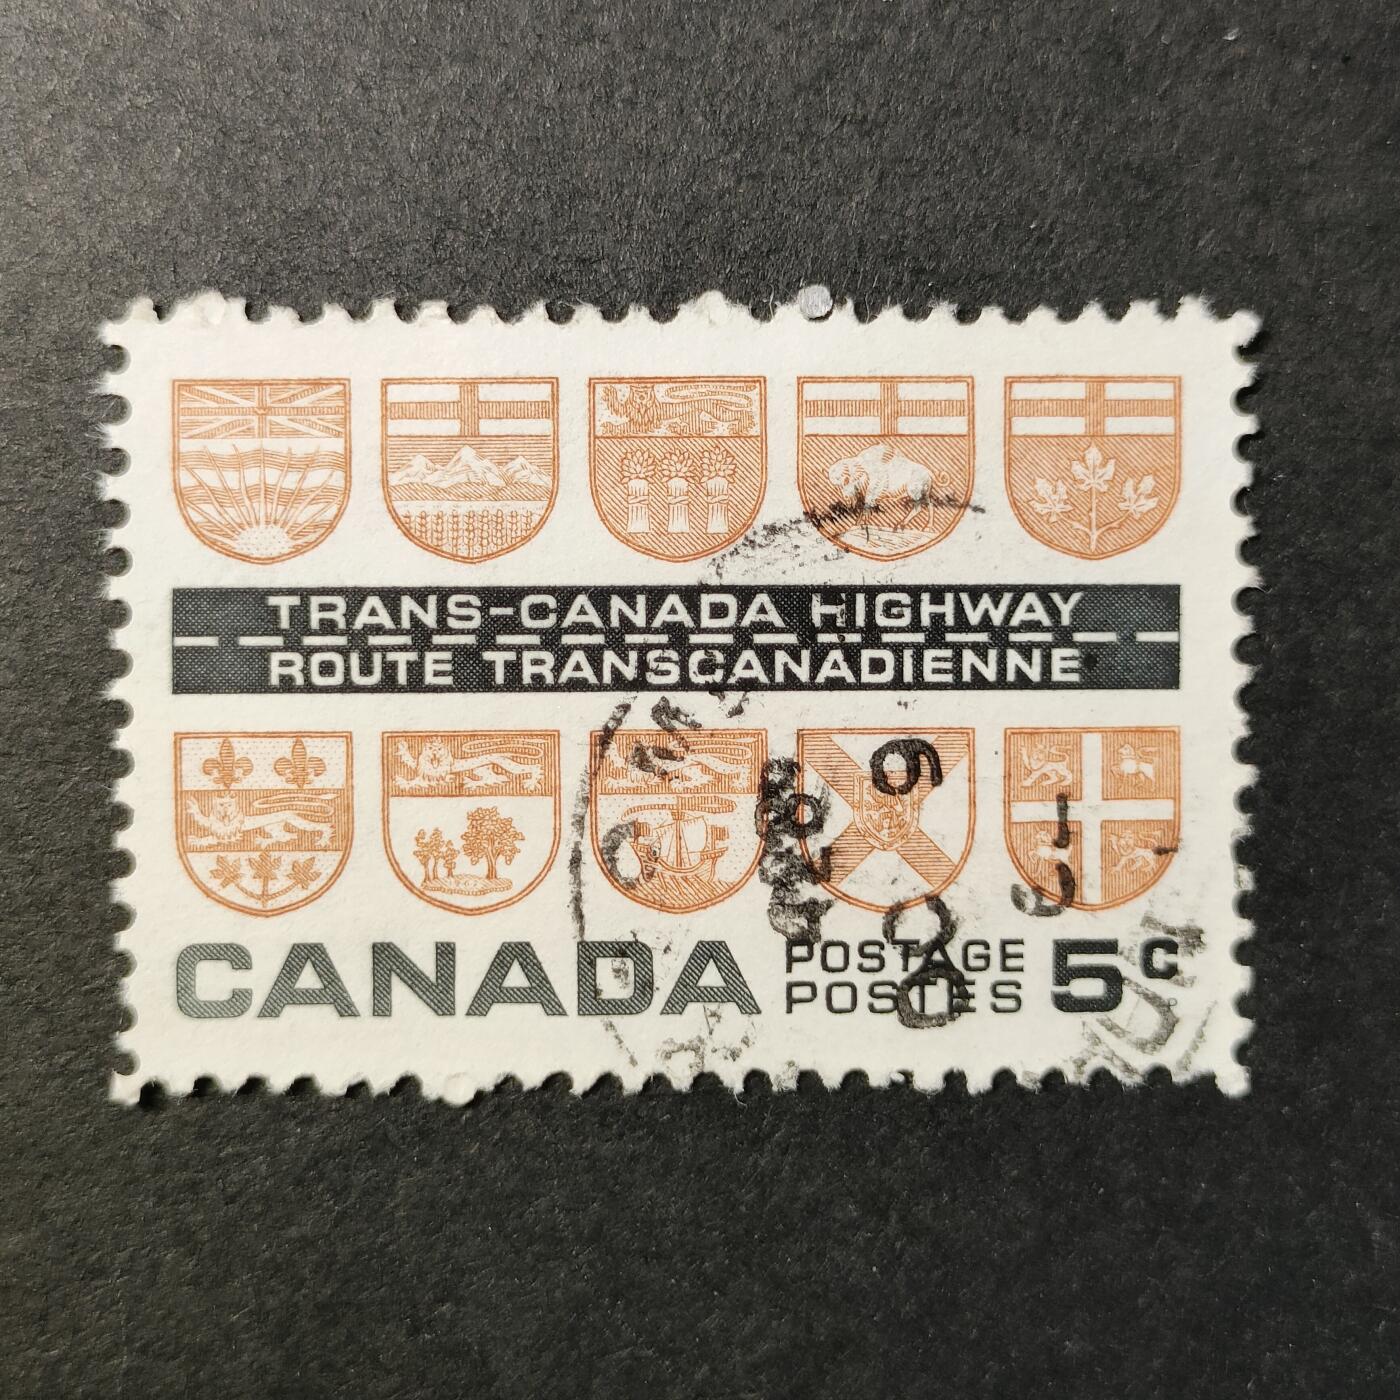 TRANS-CANADA HIGHWAY
ROUTE TRANSCANADIENNE
CANADA POSTAGE 5c
POSTES